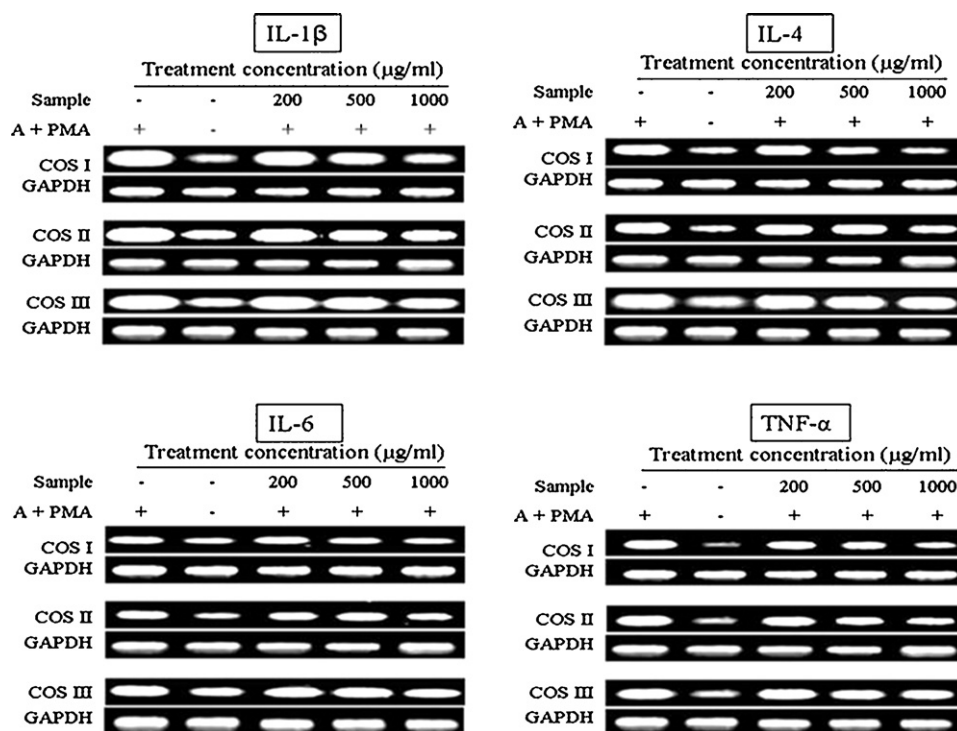 IL-1β
Treatment concentration (µg/ml)
Sample - - 200 500 1000
A + PMA + - + + +
COS I
GAPDH
COS II
GAPDH
COS III
GAPDH
IL-4
Treatment concentration (µg/ml)
Sample - - 200 500 1000
A + PMA + - + + +
COS I
GAPDH
COS II
GAPDH
COS III
GAPDH
IL-6
Treatment concentration (µg/ml)
Sample - - 200 500 1000
A + PMA + - + + +
COS I
GAPDH
COS II
GAPDH
COS III
GAPDH
TNF-α
Treatment concentration (µg/ml)
Sample - - 200 500 1000
A + PMA + - + + +
COS I
GAPDH
COS II
GAPDH
COS III
GAPDH